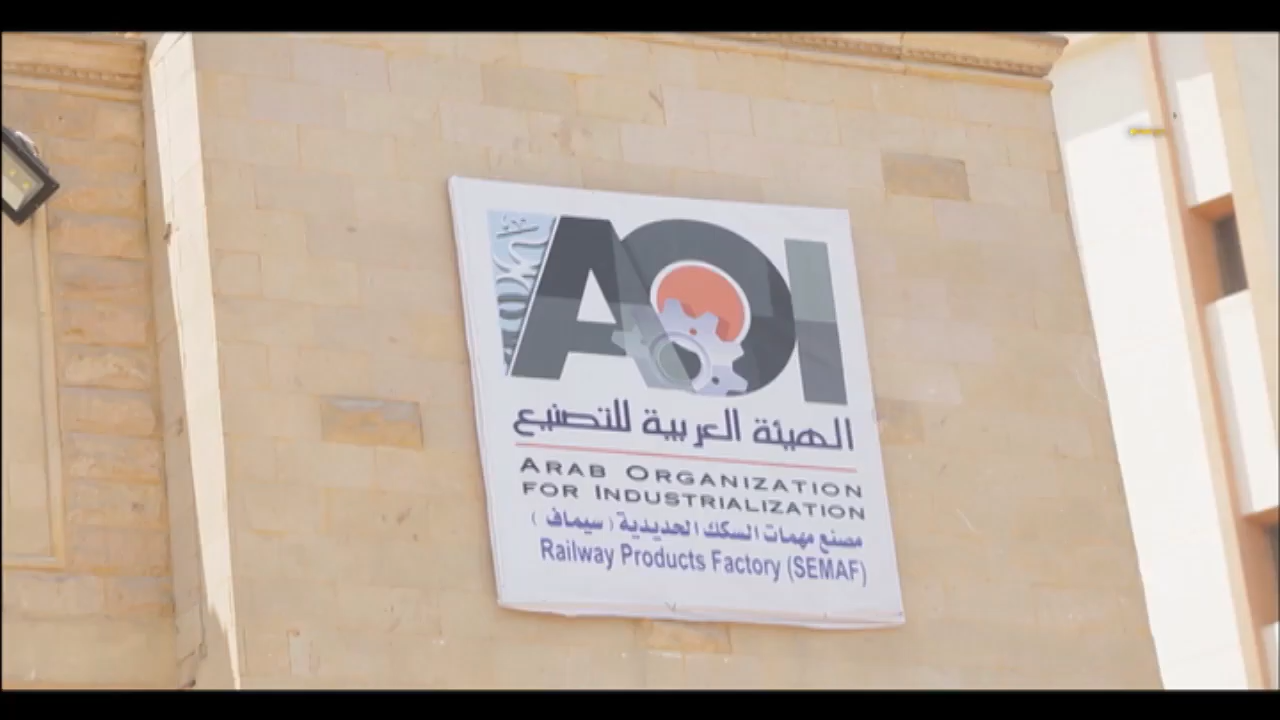 AOI
الهيئة العربية للتصنيع
ARAB ORGANIZATION
FOR INDUSTRIALIZATION
مصنع مهمات السكك الحديدية ( سيماف )
Railway Products Factory (SEMAF)